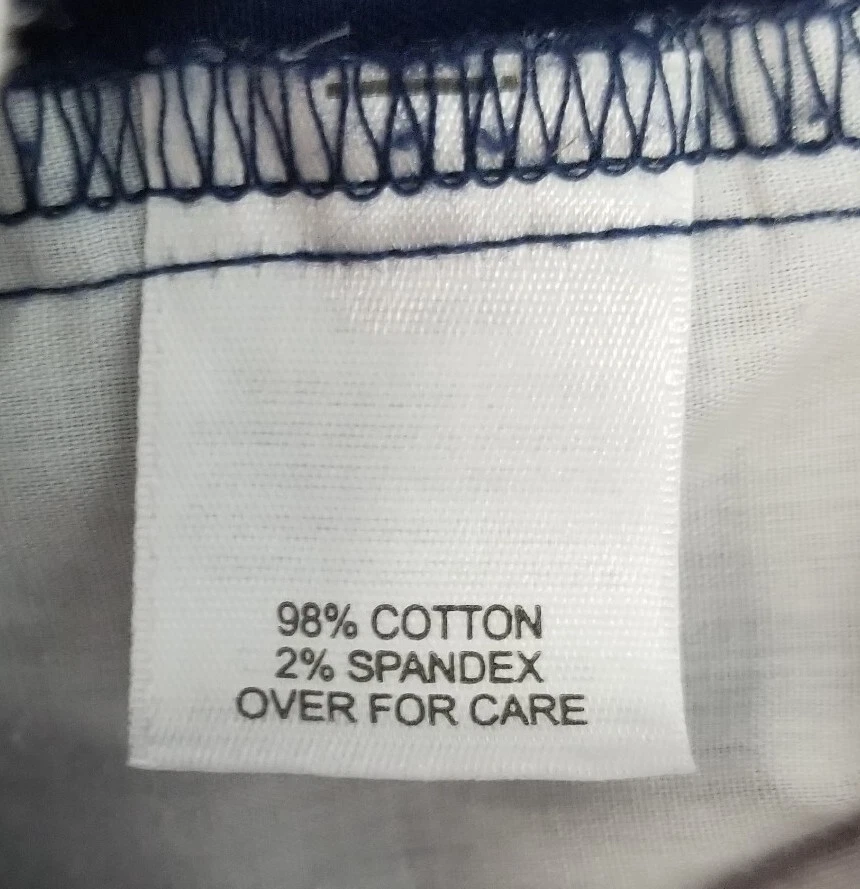 98% COTTON
2% SPANDEX
OVER FOR CARE